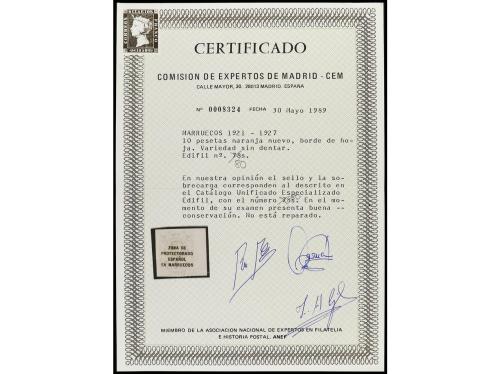 CERTIFICADO
COMISION DE EXPERTOS DE MADRID - CEM
CALLE MAYOR, 30. 28013 MADRID. ESPAÑA
Nº 0008324 FECHA 30 Mayo 1989
MARRUECOS 1921 - 1927
10 pesetas naranja nuevo, borde de ho-
ja. Variedad sin dentar.
Edifil nº. 78s.
80
En nuestra opinión el sello y la so-
brecarga corresponden al descrito en
el Catálogo Unificado Especializado
Edifil, con el número 78s. En el mo-
mento de su examen presenta buena --
conservación. No está reparado.
ZONA DE
PROTECTORADO
ESPAÑOL
EN MARRUECOS
MIEMBRO DE LA ASOCIACION NACIONAL DE EXPERTOS EN FILATELIA
E HISTORIA POSTAL. ANEF